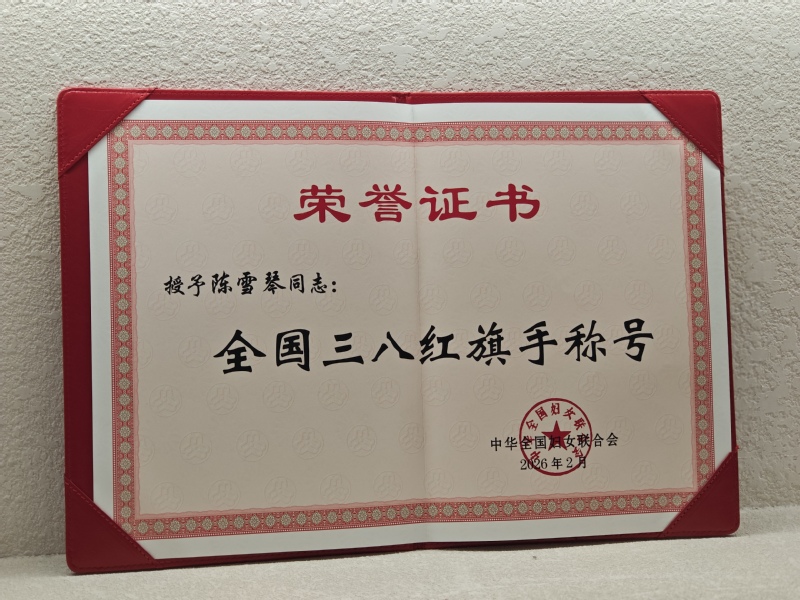 荣誉证书
授予陈雪琴同志：
全国三八红旗手称号
中华全国妇女联合会
2026年2月